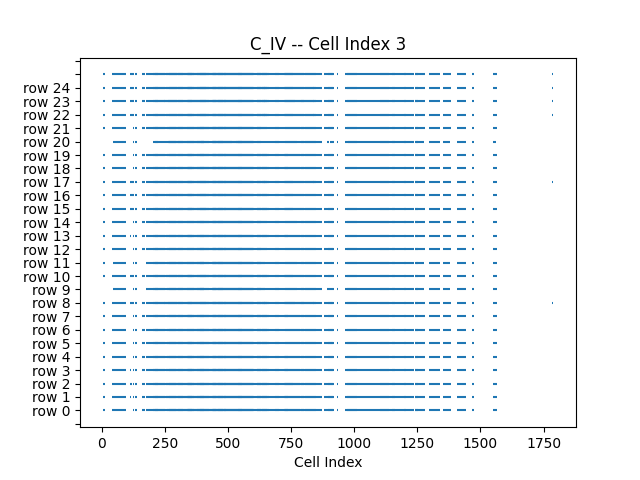 C_IV -- Cell Index 3
row 24
row 23
row 22
row 21
row 20
row 19
row 18
row 17
row 16
row 15
row 14
row 13
row 12
row 11
row 10
row 9
row 8
row 7
row 6
row 5
row 4
row 3
row 2
row 1
row 0
0 250 500 750 1000 1250 1500 1750
Cell Index